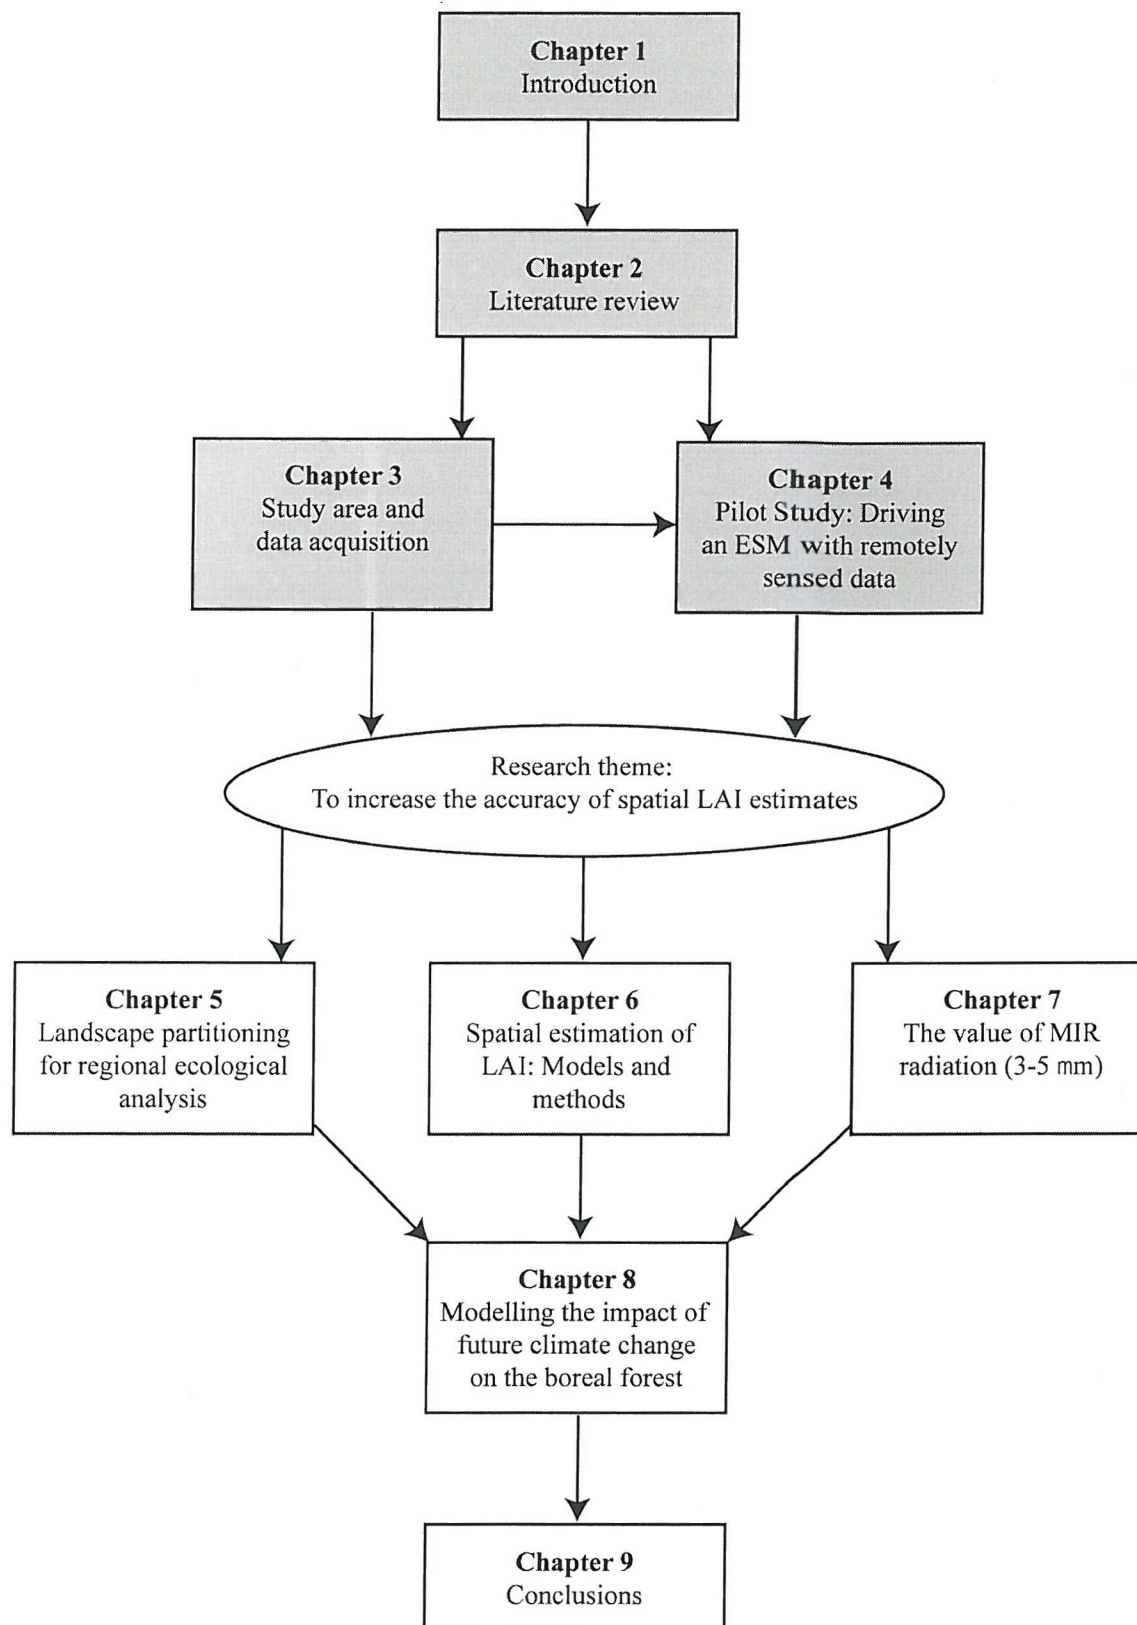 Chapter 1
Introduction
Chapter 2
Literature review
Chapter 3
Study area and
data acquisition
Chapter 4
Pilot Study: Driving
an ESM with remotely
sensed data
Research theme:
To increase the accuracy of spatial LAI estimates
Chapter 5
Landscape partitioning
for regional ecological
analysis
Chapter 6
Spatial estimation of
LAI: Models and
methods
Chapter 7
The value of MIR
radiation (3-5 mm)
Chapter 8
Modelling the impact of
future climate change
on the boreal forest
Chapter 9
Conclusions